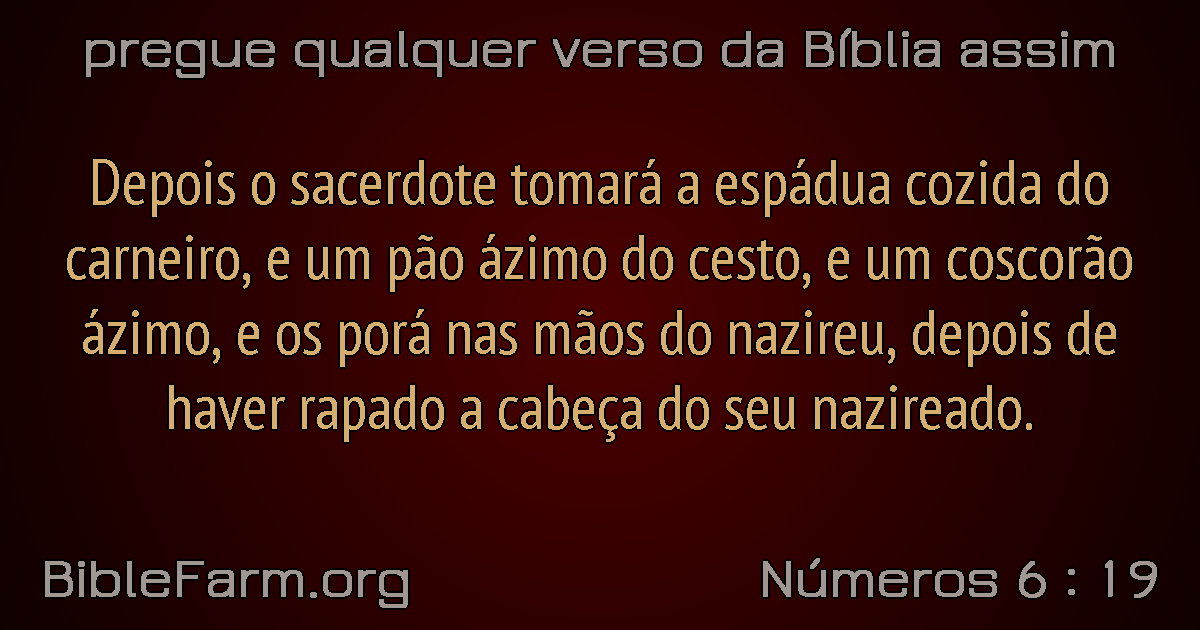 pregue qualquer verso da Bíblia assim
Depois o sacerdote tomará a espádua cozida do
carneiro, e um pão ázimo do cesto, e um coscorão
ázimo, e os porá nas mãos do nazireu, depois de
haver rapado a cabeça do seu nazireado.
BibleFarm.org
Números 6 : 19